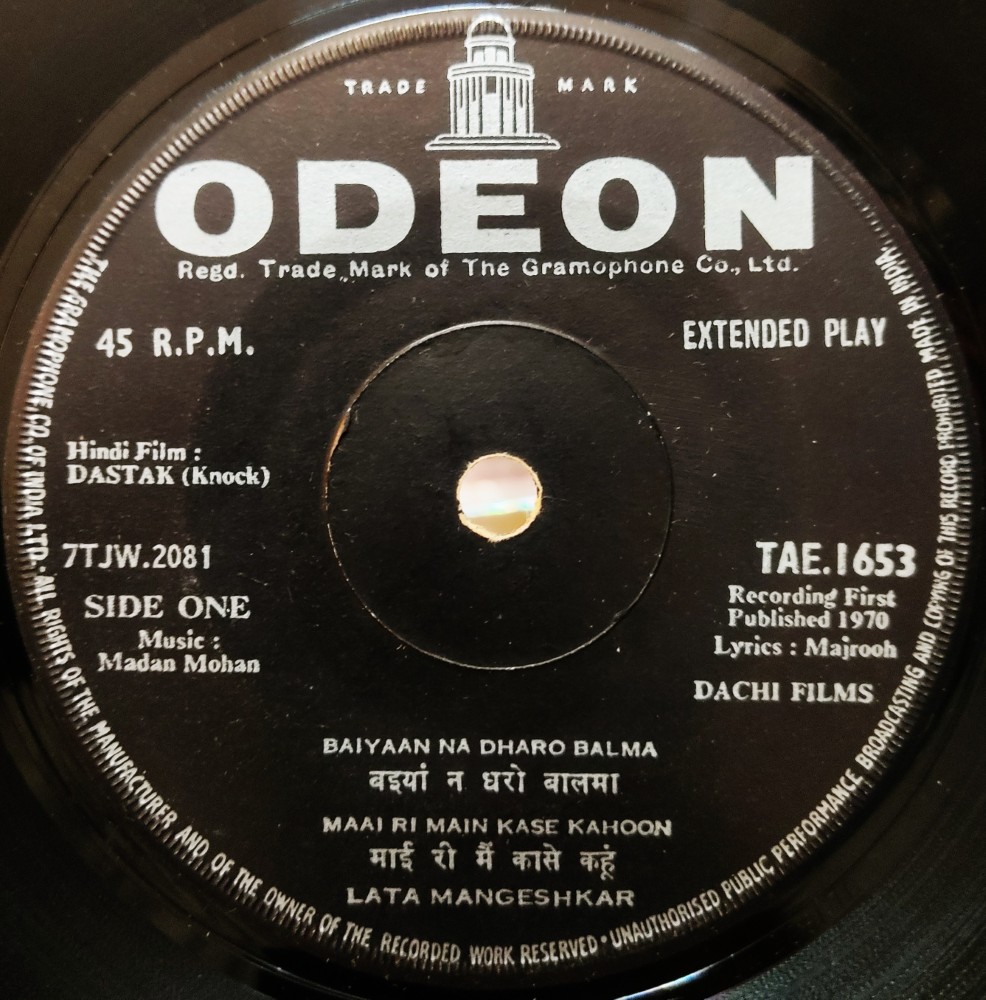 TRADE MARK
ODEON
Regd. Trade Mark of The Gramophone Co., Ltd.
45 R.P.M.
EXTENDED PLAY
Hindi Film :
DASTAK (Knock)
7TJW.2081
SIDE ONE
Music :
Madan Mohan
TAE.1653
Recording First
Published 1970
Lyrics : Majrooh
DACHI FILMS
BAIYAAN NA DHARO BALMA
बइयां न धरो बालमा
MAAI RI MAIN KASE KAHOON
माई री मैं कासे कहूं
LATA MANGESHKAR
THE GRAMOPHONE CO. OF INDIA LTD. • ALL RIGHTS OF THE MANUFACTURER AND OF THE OWNER OF THE RECORDED WORK RESERVED • UNAUTHORISED PUBLIC PERFORMANCE BROADCASTING AND COPYING OF THIS RECORD PROHIBITED. MADE IN INDIA